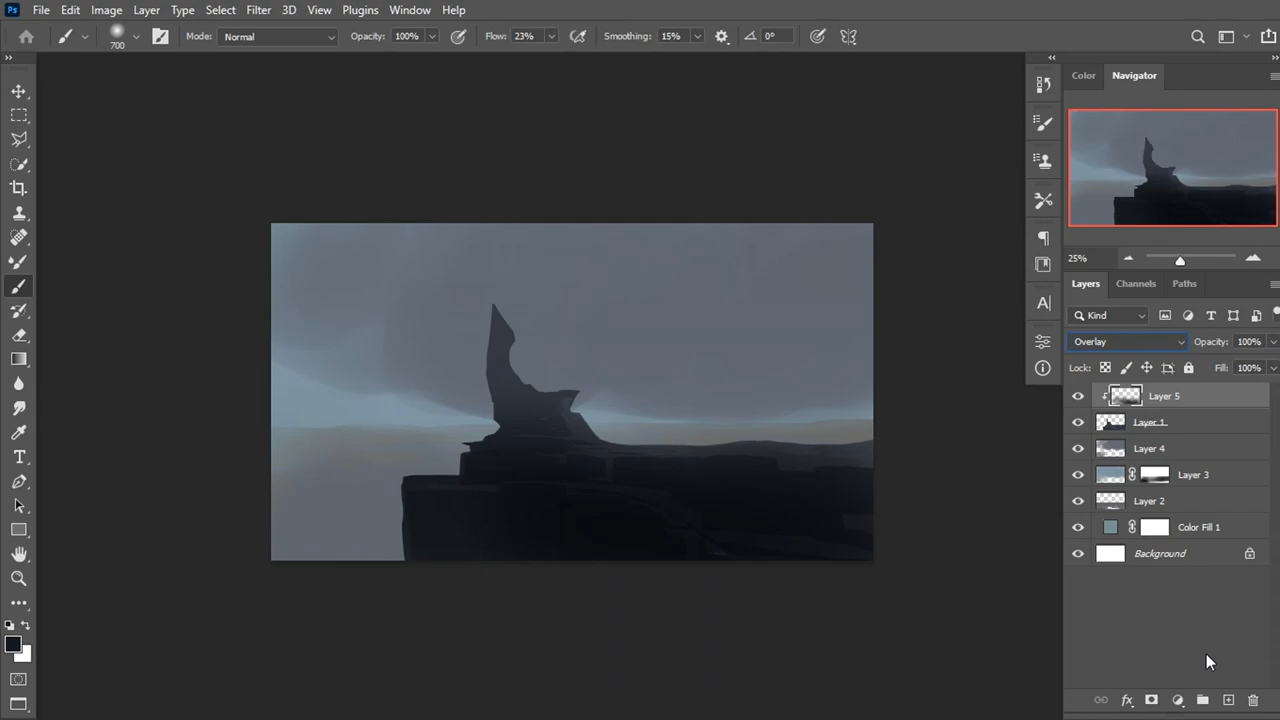 Ps File Edit Image Layer Type Select Filter 3D View Plugins Window Help
700 Mode: Normal Opacity: 100% Flow: 23% Smoothing: 15% 0°
Color Navigator
25%
Layers Channels Paths
Kind
Overlay Opacity: 100%
Lock: Fill: 100%
Layer 5
Layer 1
Layer 4
Layer 3
Layer 2
Color Fill 1
Background